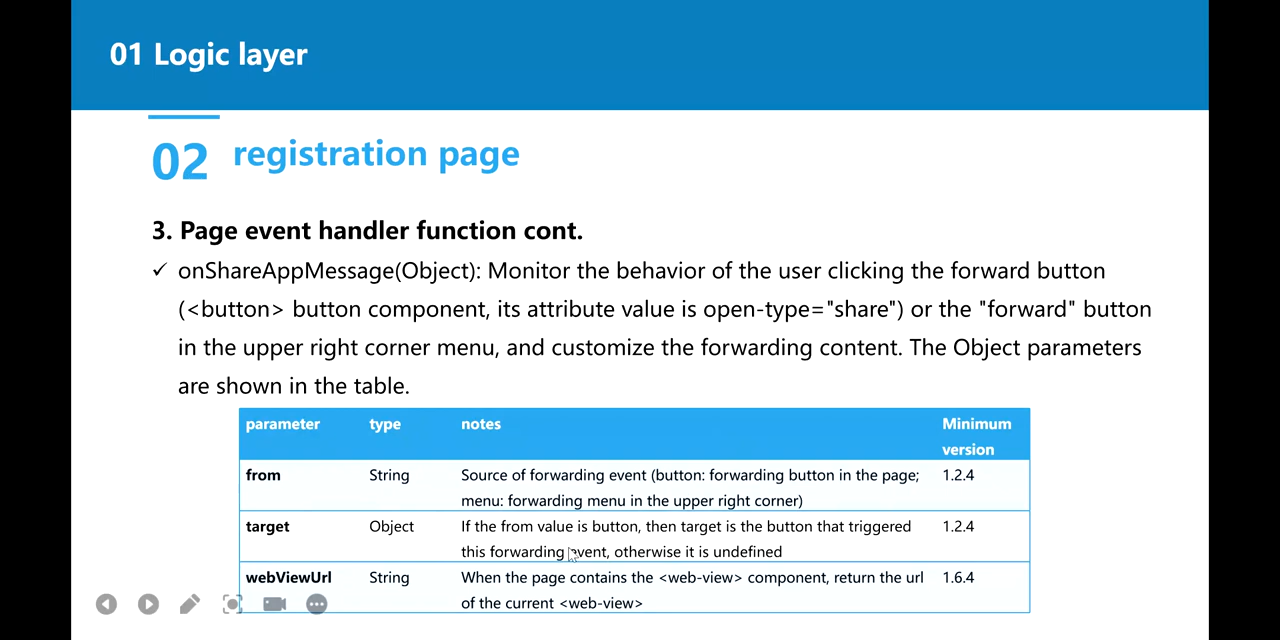 01 Logic layer
02 registration page
3. Page event handler function cont.
✓ onShareAppMessage(Object): Monitor the behavior of the user clicking the forward button
(<button> button component, its attribute value is open-type="share") or the "forward" button
in the upper right corner menu, and customize the forwarding content. The Object parameters
are shown in the table.
parameter type notes Minimum
version
from String Source of forwarding event (button: forwarding button in the page; 1.2.4
menu: forwarding menu in the upper right corner)
target Object If the from value is button, then target is the button that triggered 1.2.4
this forwarding event, otherwise it is undefined
webViewUrl String When the page contains the <web-view> component, return the url 1.6.4
of the current <web-view>